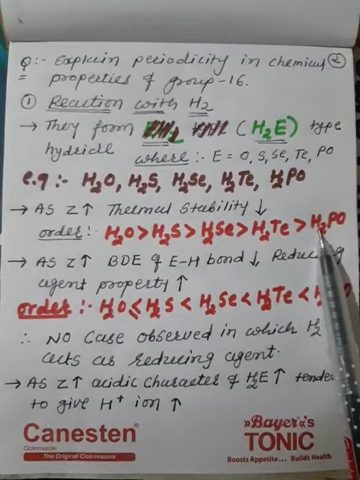 Q:- Explain periodicity in chemical ②
properties of group-16.
① Reaction with H2
→ They form (H2E) type
hydride where:- E = O, S, Se, Te, PO
e.g:- H2O, H2S, H2Se, H2Te, H2PO
→ AS Z↑ Thermal Stability ↓
order:- H2O > H2S > H2Se > H2Te > H2PO
→ AS Z↑ BDE of E-H bond ↓ Reducing
agent property ↑
order:- H2O < H2S < H2Se < H2Te <
∴ NO Case observed in which H2
acts as Reducing agent.
→ AS Z↑ acidic character of H2E ↑
to give H+ ion ↑
Canesten®
Clotrimazole
The Original Clotrimazole
»Bayer«'s
TONIC
Boosts Appetite... Builds Health